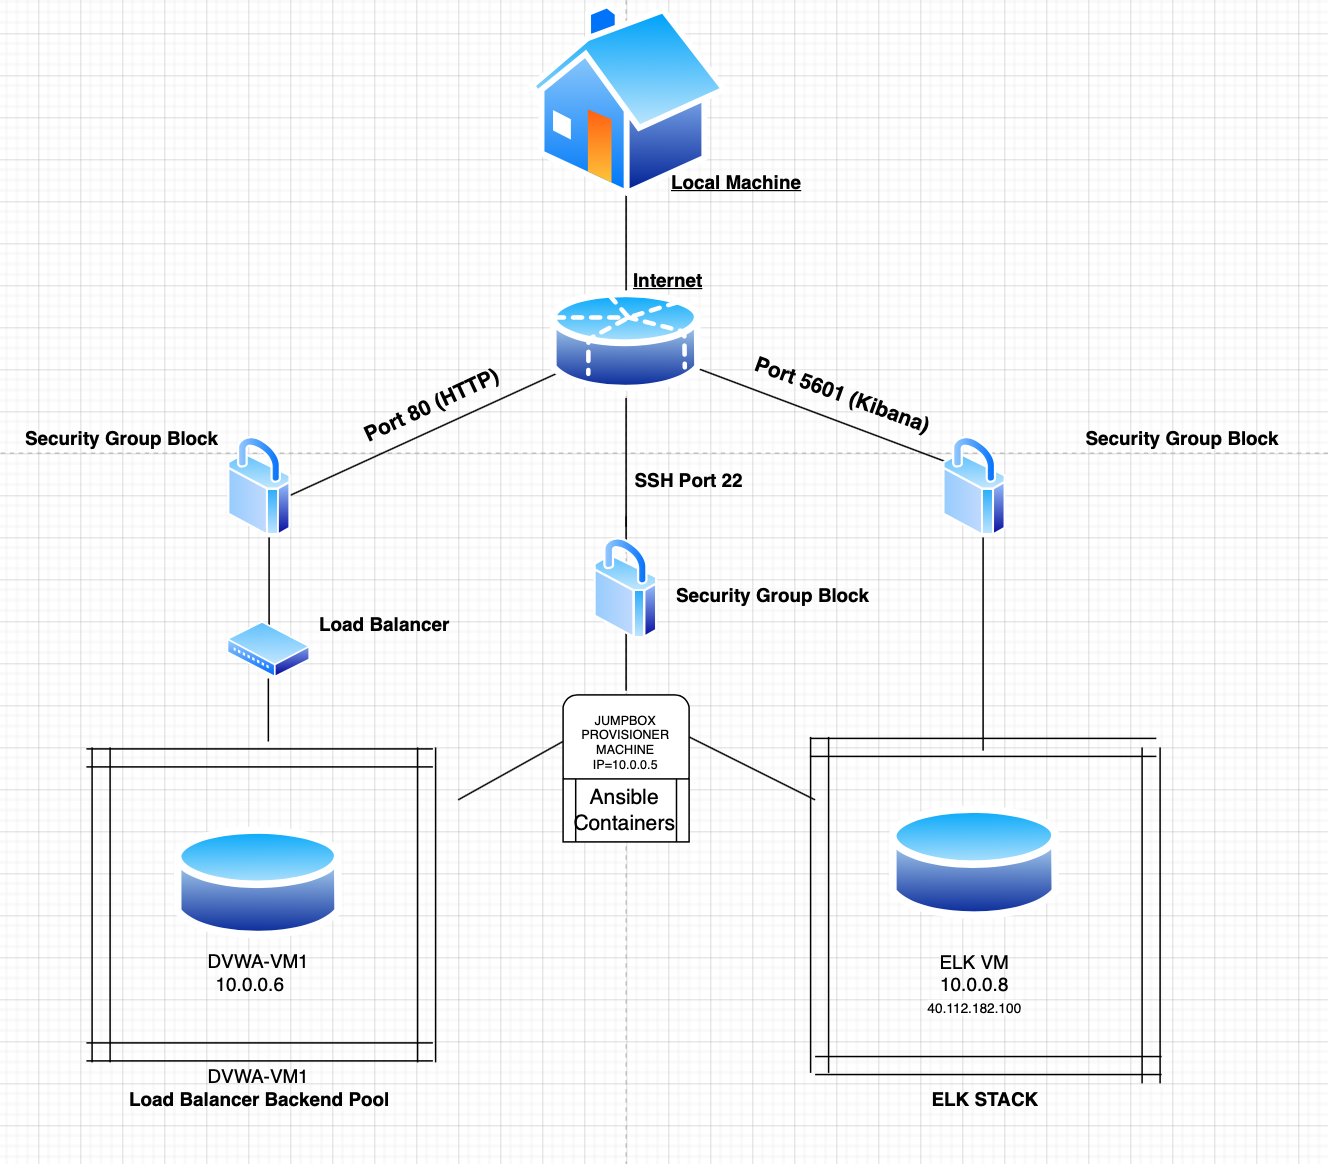 Local Machine
Internet
Port 80 (HTTP)
Port 5601 (Kibana)
Security Group Block
Security Group Block
SSH Port 22
Security Group Block
Load Balancer
JUMPBOX
PROVISIONER
MACHINE
IP=10.0.0.5
Ansible
Containers
DVWA-VM1
10.0.0.6
ELK VM
10.0.0.8
40.112.182.100
DVWA-VM1
Load Balancer Backend Pool
ELK STACK